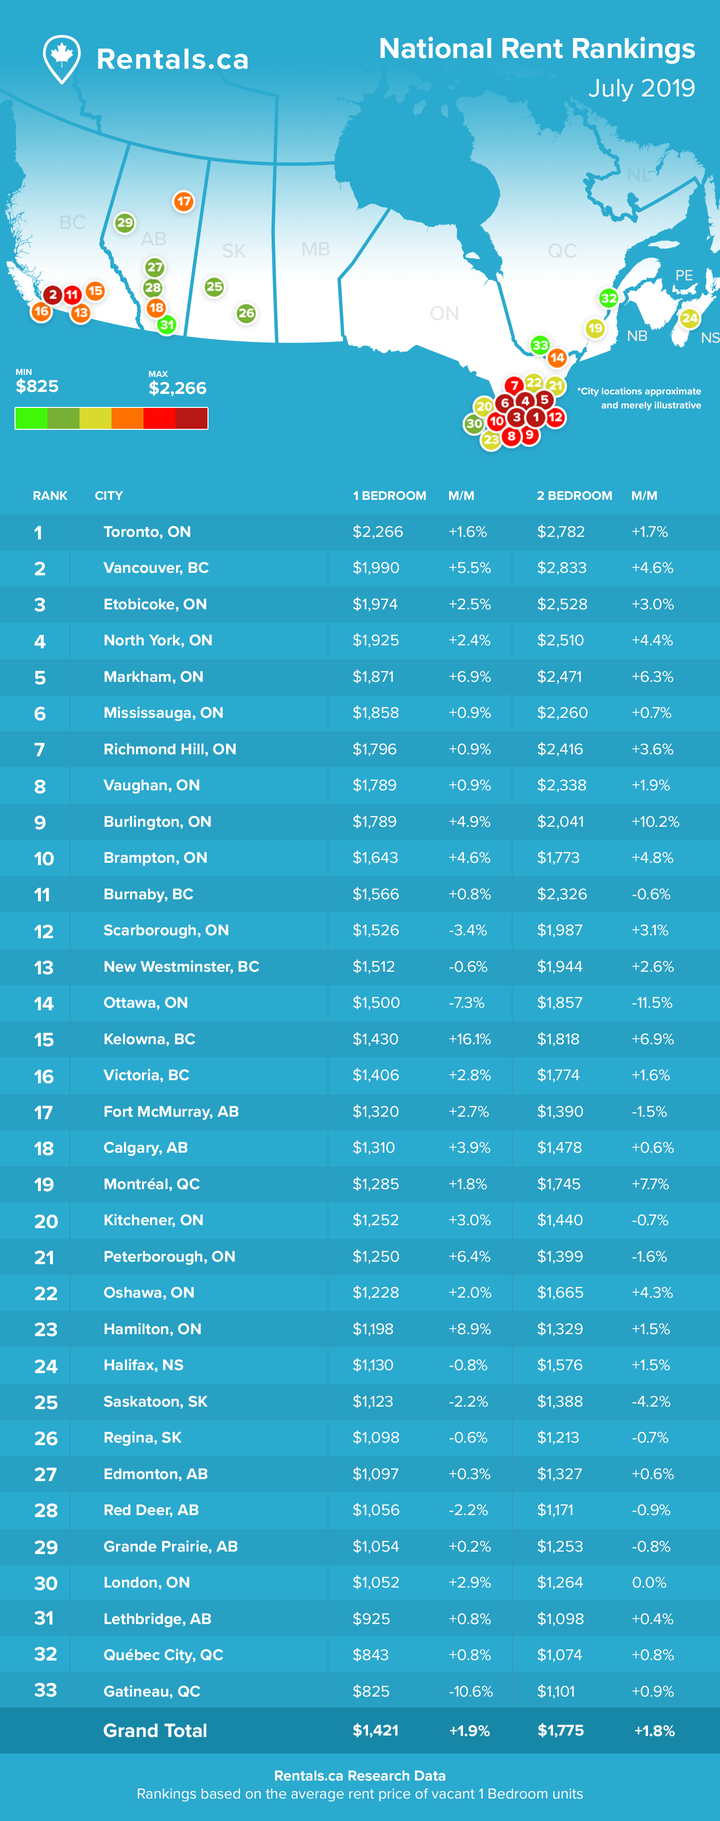 Rentals.ca
National Rent Rankings
July 2019
NL
BC
AB
SK
MB
ON
QC
PE
NB
NS
17
29
27
28
25
2
11
15
16
13
18
31
26
32
19
24
33
14
7
22
21
20
6
4
5
30
10
3
1
12
23
8
9
MIN
$825
MAX
$2,266
*City locations approximate
and merely illustrative
RANK CITY 1 BEDROOM M/M 2 BEDROOM M/M
1 Toronto, ON $2,266 +1.6% $2,782 +1.7%
2 Vancouver, BC $1,990 +5.5% $2,833 +4.6%
3 Etobicoke, ON $1,974 +2.5% $2,528 +3.0%
4 North York, ON $1,925 +2.4% $2,510 +4.4%
5 Markham, ON $1,871 +6.9% $2,471 +6.3%
6 Mississauga, ON $1,858 +0.9% $2,260 +0.7%
7 Richmond Hill, ON $1,796 +0.9% $2,416 +3.6%
8 Vaughan, ON $1,789 +0.9% $2,338 +1.9%
9 Burlington, ON $1,789 +4.9% $2,041 +10.2%
10 Brampton, ON $1,643 +4.6% $1,773 +4.8%
11 Burnaby, BC $1,566 +0.8% $2,326 -0.6%
12 Scarborough, ON $1,526 -3.4% $1,987 +3.1%
13 New Westminster, BC $1,512 -0.6% $1,944 +2.6%
14 Ottawa, ON $1,500 -7.3% $1,857 -11.5%
15 Kelowna, BC $1,430 +16.1% $1,818 +6.9%
16 Victoria, BC $1,406 +2.8% $1,774 +1.6%
17 Fort McMurray, AB $1,320 +2.7% $1,390 -1.5%
18 Calgary, AB $1,310 +3.9% $1,478 +0.6%
19 Montréal, QC $1,285 +1.8% $1,745 +7.7%
20 Kitchener, ON $1,252 +3.0% $1,440 -0.7%
21 Peterborough, ON $1,250 +6.4% $1,399 -1.6%
22 Oshawa, ON $1,228 +2.0% $1,665 +4.3%
23 Hamilton, ON $1,198 +8.9% $1,329 +1.5%
24 Halifax, NS $1,130 -0.8% $1,576 +1.5%
25 Saskatoon, SK $1,123 -2.2% $1,388 -4.2%
26 Regina, SK $1,098 -0.6% $1,213 -0.7%
27 Edmonton, AB $1,097 +0.3% $1,327 +0.6%
28 Red Deer, AB $1,056 -2.2% $1,171 -0.9%
29 Grande Prairie, AB $1,054 +0.2% $1,253 -0.8%
30 London, ON $1,052 +2.9% $1,264 0.0%
31 Lethbridge, AB $925 +0.8% $1,098 +0.4%
32 Québec City, QC $843 +0.8% $1,074 +0.8%
33 Gatineau, QC $825 -10.6% $1,101 +0.9%
Grand Total $1,421 +1.9% $1,775 +1.8%
Rentals.ca Research Data
Rankings based on the average rent price of vacant 1 Bedroom units